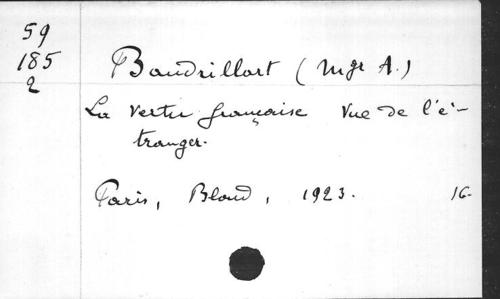 59
185
2
Baudrillart (Mgr A.)
La vertu française vue de l'é-
tranger.
Paris, Bloud, 1923. 16-